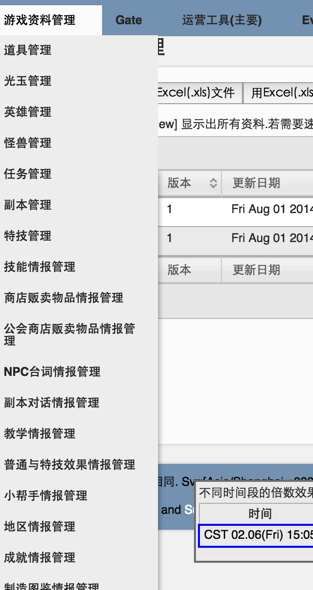 游戏资料管理 Gate 运营工具(主要) Ev
道具管理
光玉管理
英雄管理
怪兽管理
任务管理
副本管理
特技管理
技能情报管理
商店贩卖物品情报管理
公会商店贩卖物品情报管
理
NPC台词情报管理
副本对话情报管理
教学情报管理
普通与特技效果情报管理
小帮手情报管理
地区情报管理
成就情报管理
制造图鉴情报管理
理
Excel(.xls)文件 用Excel(.xls
ew] 显示出所有资料.若需要速
版本 更新日期
1 Fri Aug 01 2014
1 Fri Aug 01 2014
版本 更新日期
相同. Sv
and
不同时间段的倍数效果
时间
CST 02.06(Fri) 15:05